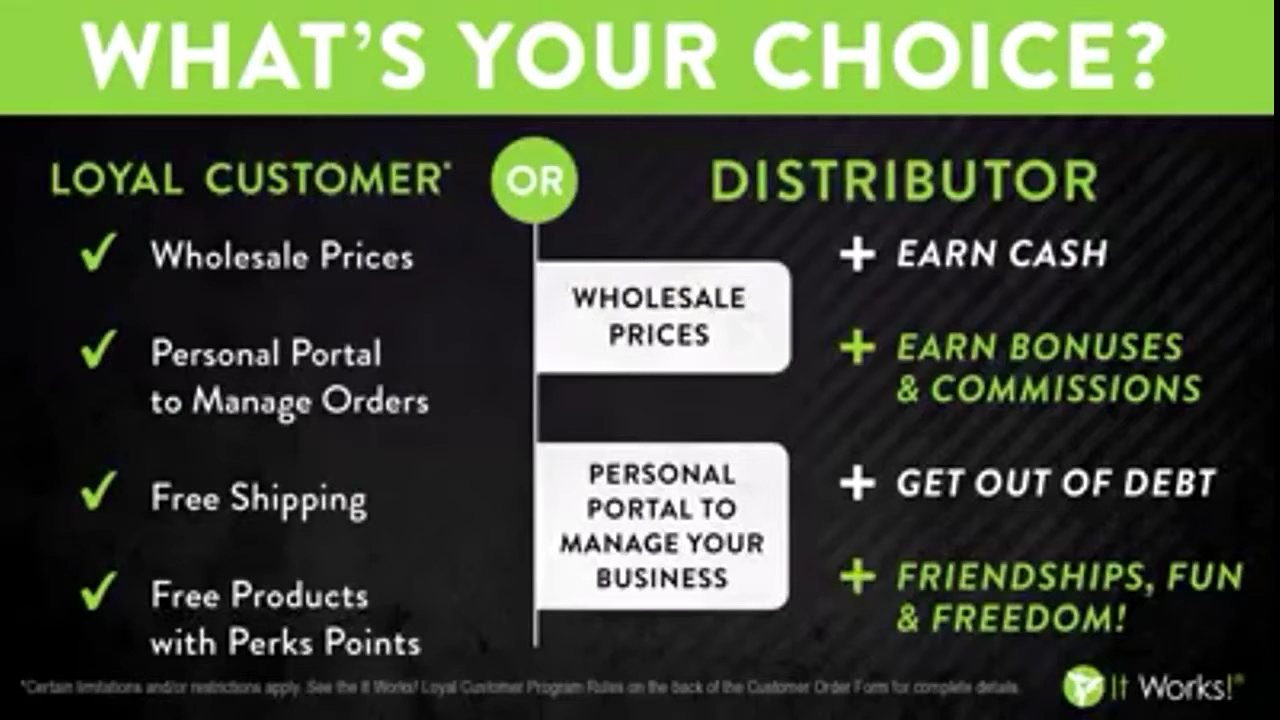 WHAT'S YOUR CHOICE?
LOYAL CUSTOMER*
OR
DISTRIBUTOR
✓ Wholesale Prices
✓ Personal Portal
to Manage Orders
✓ Free Shipping
✓ Free Products
with Perks Points
WHOLESALE
PRICES
PERSONAL
PORTAL TO
MANAGE YOUR
BUSINESS
+ EARN CASH
+ EARN BONUSES
& COMMISSIONS
+ GET OUT OF DEBT
+ FRIENDSHIPS, FUN
& FREEDOM!
*Certain limitations and/or restrictions apply. See the It Works! Loyal Customer Program Rules on the back of the Customer Order Form for complete details.
It Works!®